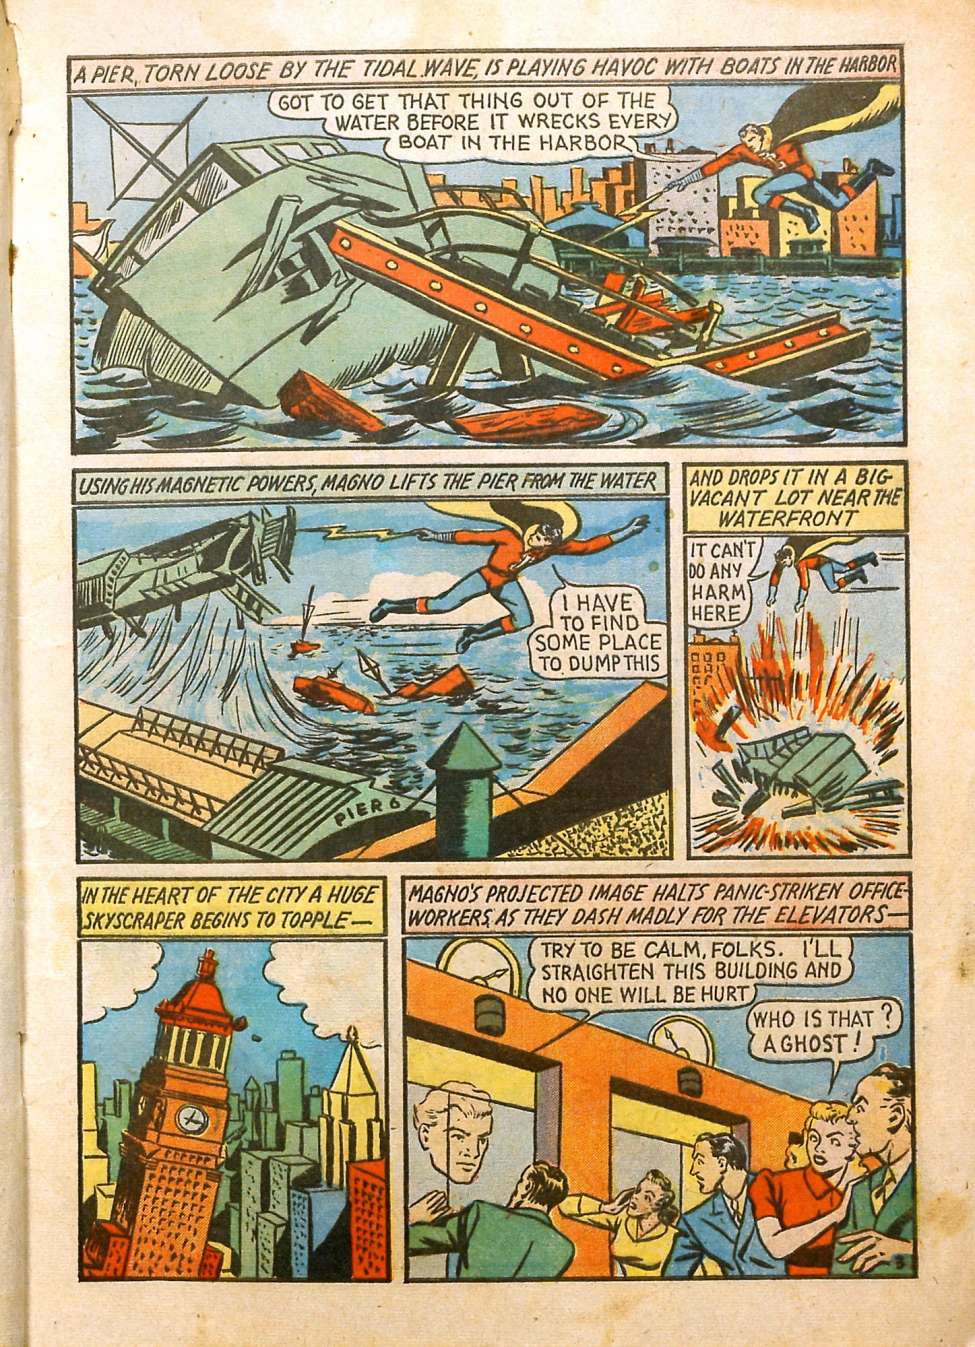 A PIER, TORN LOOSE BY THE TIDAL WAVE, IS PLAYING HAVOC WITH BOATS IN THE HARBOR
GOT TO GET THAT THING OUT OF THE
WATER BEFORE IT WRECKS EVERY
BOAT IN THE HARBOR
USING HIS MAGNETIC POWERS, MAGNO LIFTS THE PIER FROM THE WATER
I HAVE
TO FIND
SOME PLACE
TO DUMP THIS
PIER 6
AND DROPS IT IN A BIG
VACANT LOT NEAR THE
WATERFRONT
IT CAN'T
DO ANY
HARM
HERE
IN THE HEART OF THE CITY A HUGE
SKYSCRAPER BEGINS TO TOPPLE—
MAGNO'S PROJECTED IMAGE HALTS PANIC-STRIKEN OFFICE-
WORKERS, AS THEY DASH MADLY FOR THE ELEVATORS—
TRY TO BE CALM, FOLKS. I'LL
STRAIGHTEN THIS BUILDING AND
NO ONE WILL BE HURT
WHO IS THAT?
A GHOST!
3